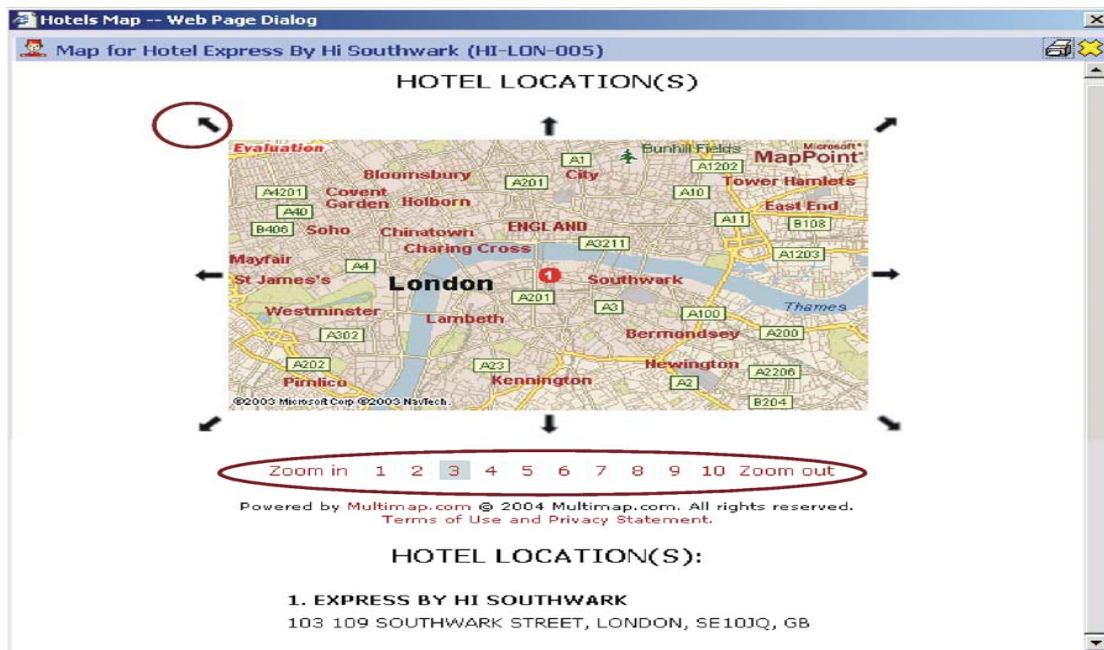 Hotels Map -- Web Page Dialog
Map for Hotel Express By Hi Southwark (HI-LON-005)
HOTEL LOCATION(S)
Evaluation
Bunhill Fields
Microsoft®
MapPoint®
A1
A1202
Bloomsbury
A201
City
Tower Hamlets
A4201
Covent
Garden
Holborn
A10
East End
A40
A11
B108
B406
Soho
Chinatown
ENGLAND
Charing Cross
A3211
A1203
Mayfair
A4
1
St James's
London
Southwark
A201
Westminster
A3
A100
Thames
Lambeth
A302
Bermondsey
A200
A202
A23
Newington
A2206
Pimlico
Kennington
A2
©2003 Microsoft Corp ©2003 NavTech.
B204
Zoom in 1 2 3 4 5 6 7 8 9 10 Zoom out
Powered by Multimap.com © 2004 Multimap.com. All rights reserved.
Terms of Use and Privacy Statement.
HOTEL LOCATION(S):
1. EXPRESS BY HI SOUTHWARK
103 109 SOUTHWARK STREET, LONDON, SE10JQ, GB